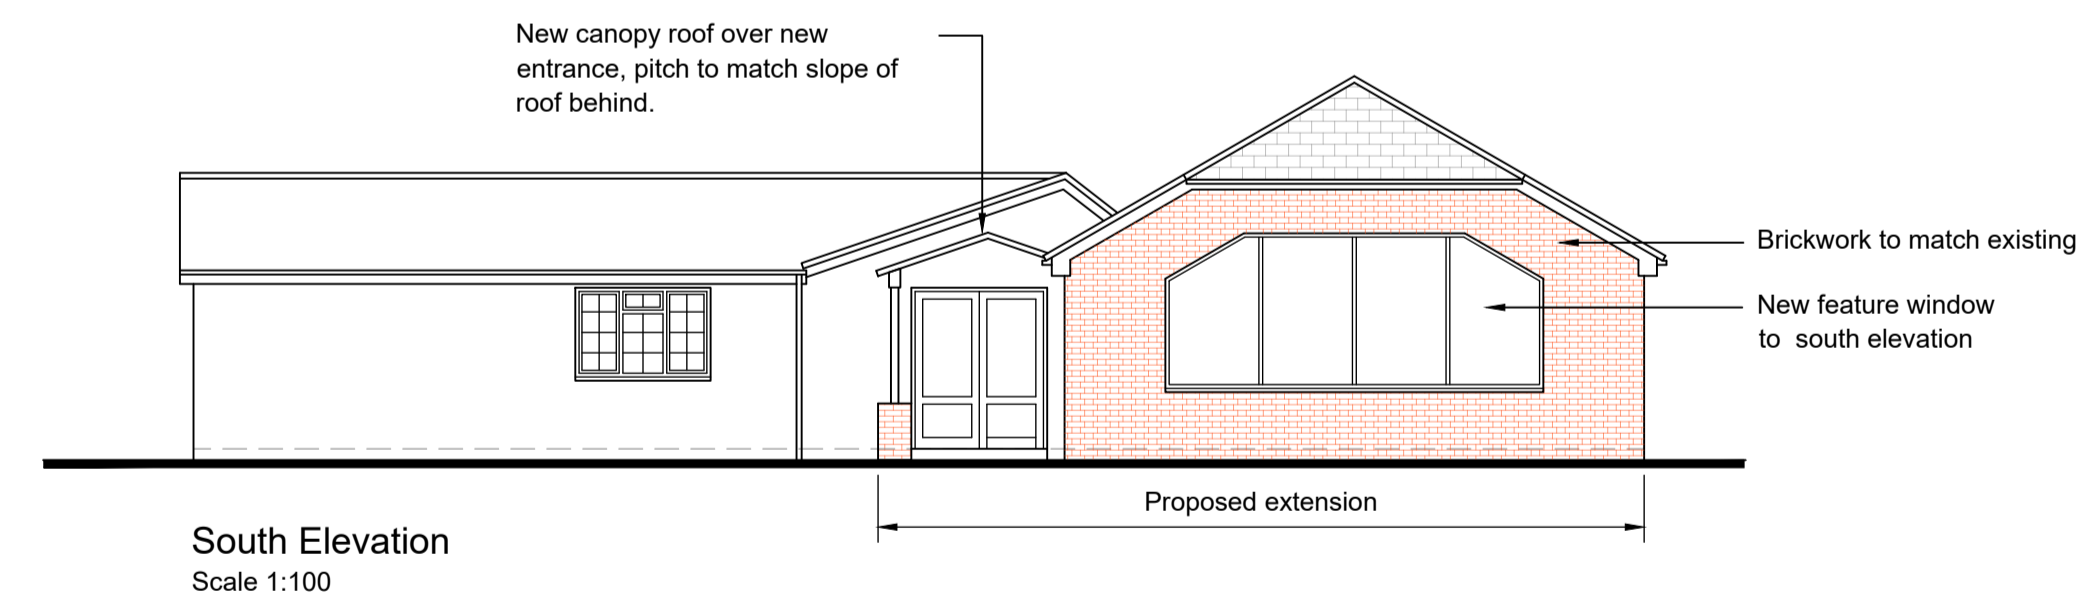 New canopy roof over new
entrance, pitch to match slope of
roof behind.
Brickwork to match existing
New feature window
to  south elevation
Proposed extension
South Elevation
Scale 1:100